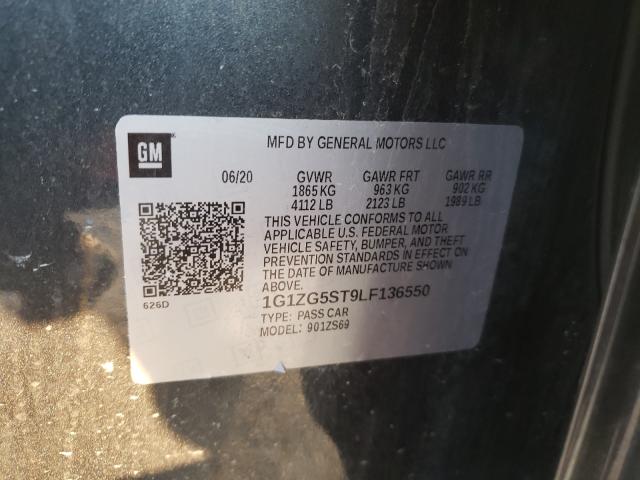 GM
MFD BY GENERAL MOTORS LLC
06/20 GVWR GAWR FRT GAWR RR
1865 KG 963 KG 902 KG
4112 LB 2123 LB 1989 LB
THIS VEHICLE CONFORMS TO ALL
APPLICABLE U.S. FEDERAL MOTOR
VEHICLE SAFETY, BUMPER, AND THEFT
PREVENTION STANDARDS IN EFFECT ON
THE DATE OF MANUFACTURE SHOWN
ABOVE.
626D
1G1ZG5ST9LF136550
TYPE: PASS CAR
MODEL: 901ZS69